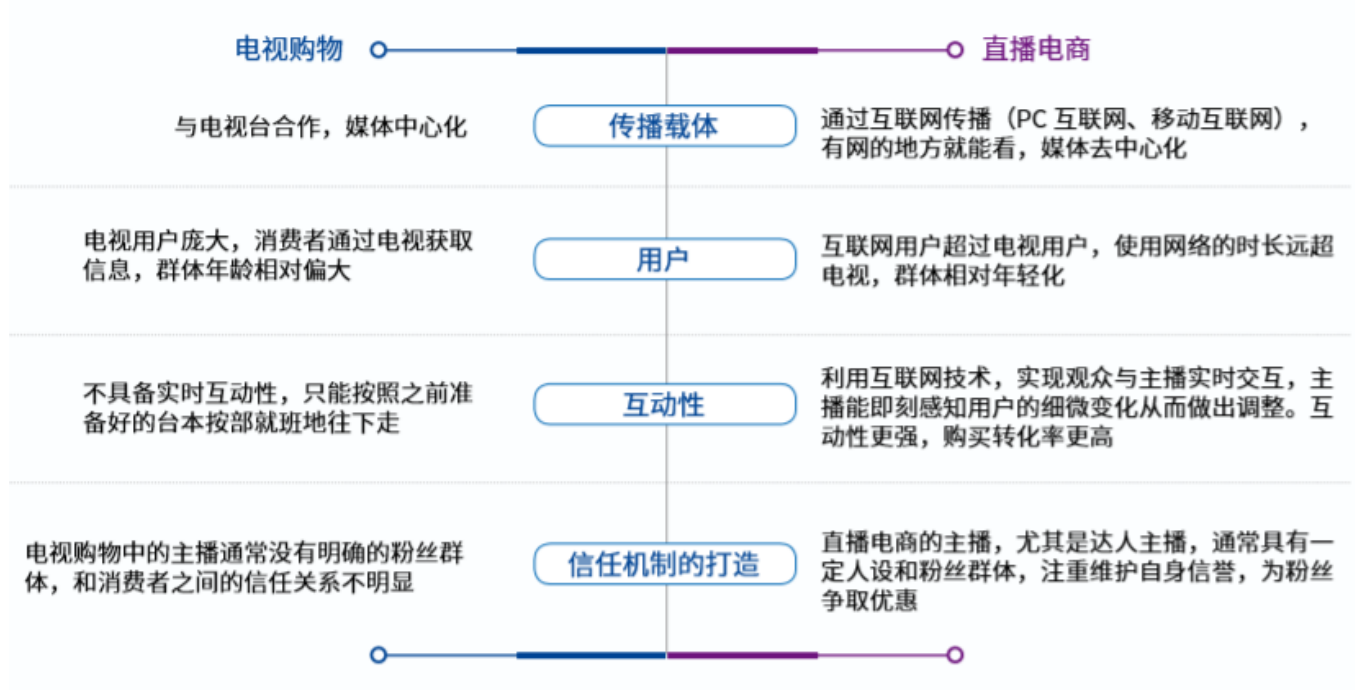 电视购物
直播电商
与电视台合作，媒体中心化
传播载体
通过互联网传播（PC 互联网、移动互联网），
有网的地方就能看，媒体去中心化
电视用户庞大，消费者通过电视获取
信息，群体年龄相对偏大
用户
互联网用户超过电视用户，使用网络的时长远超
电视，群体相对年轻化
不具备实时互动性，只能按照之前准
备好的台本按部就班地往下走
互动性
利用互联网技术，实现观众与主播实时交互，主
播能即刻感知用户的细微变化从而做出调整。互
动性更强，购买转化率更高
电视购物中的主播通常没有明确的粉丝群
体，和消费者之间的信任关系不明显
信任机制的打造
直播电商的主播，尤其是达人主播，通常具有一
定人设和粉丝群体，注重维护自身信誉，为粉丝
争取优惠